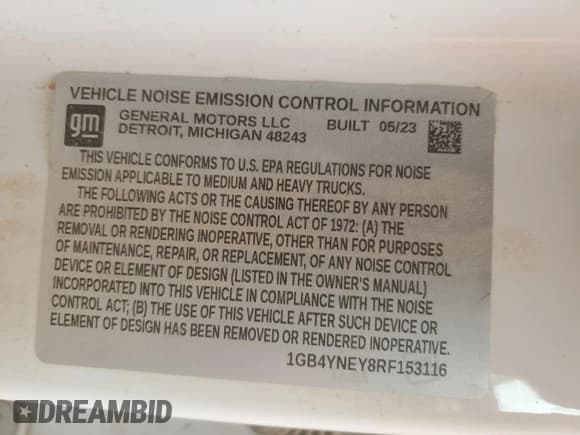 VEHICLE NOISE EMISSION CONTROL INFORMATION
gm
GENERAL MOTORS LLC BUILT 05/23
DETROIT, MICHIGAN 48243
THIS VEHICLE CONFORMS TO U.S. EPA REGULATIONS FOR NOISE
EMISSION APPLICABLE TO MEDIUM AND HEAVY TRUCKS.
THE FOLLOWING ACTS OR THE CAUSING THEREOF BY ANY PERSON
ARE PROHIBITED BY THE NOISE CONTROL ACT OF 1972: (A) THE
REMOVAL OR RENDERING INOPERATIVE, OTHER THAN FOR PURPOSES
OF MAINTENANCE, REPAIR, OR REPLACEMENT, OF ANY NOISE CONTROL
DEVICE OR ELEMENT OF DESIGN (LISTED IN THE OWNER'S MANUAL)
INCORPORATED INTO THIS VEHICLE IN COMPLIANCE WITH THE NOISE
CONTROL ACT; (B) THE USE OF THIS VEHICLE AFTER SUCH DEVICE OR
ELEMENT OF DESIGN HAS BEEN REMOVED OR RENDERED INOPERATIVE.
1GB4YNEY8RF153116
DREAMBID